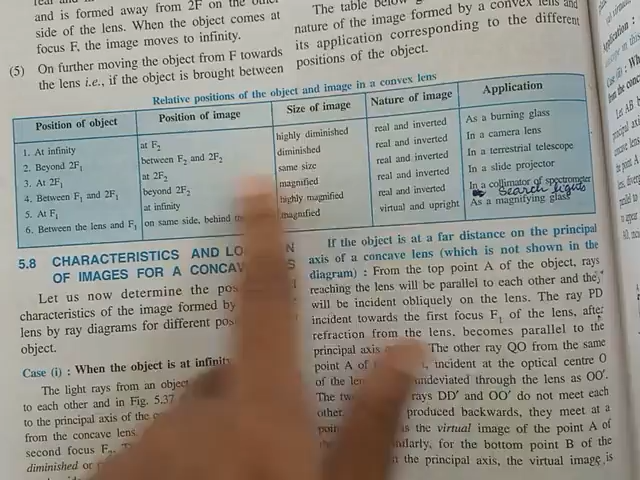 and is formed away from 2F on the other
side of the lens. When the object comes at
focus F, the image moves to infinity.
(5) On further moving the object from F towards
the lens i.e., if the object is brought between
The table below
nature of the image formed by a convex lens and
its application corresponding to the different
positions of the object.
Relative positions of the object and image in a convex lens
Position of object Position of image Size of image Nature of image Application
1. At infinity at F2 highly diminished real and inverted As a burning glass
2. Beyond 2F1 between F2 and 2F2 diminished real and inverted In a camera lens
3. At 2F1 at 2F2 same size real and inverted In a terrestrial telescope
4. Between F1 and 2F1 beyond 2F2 magnified real and inverted In a slide projector
5. At F1 at infinity highly magnified real and inverted In a collimator of spectrometer
Search lights
6. Between the lens and F1 on same side, behind magnified virtual and upright As a magnifying glass
5.8 CHARACTERISTICS AND
OF IMAGES FOR A
Let us now determine the
characteristics of the image formed
lens by ray diagrams for different
object.
Case (i) : When the object is at infinity
The light rays from an object
to each other and in Fig. 5.37
to the principal axis of the
from the concave lens.
second focus
diminished or
If the object is at a far distance on the principal
axis of a concave lens (which is not shown in the
diagram) : From the top point A of the object, rays
reaching the lens will be parallel to each other and they
will be incident obliquely on the lens. The ray PD
incident towards the first focus F1 of the lens, after
refraction from the lens, becomes parallel to the
principal axis The other ray QO from the same
point A of incident at the optical centre O
of the undeviated through the lens as OO'.
The rays DD' and OO' do not meet each
other. produced backwards, they meet at a
is the virtual image of the point A of
for the bottom point B of the
the principal axis, the virtual image is